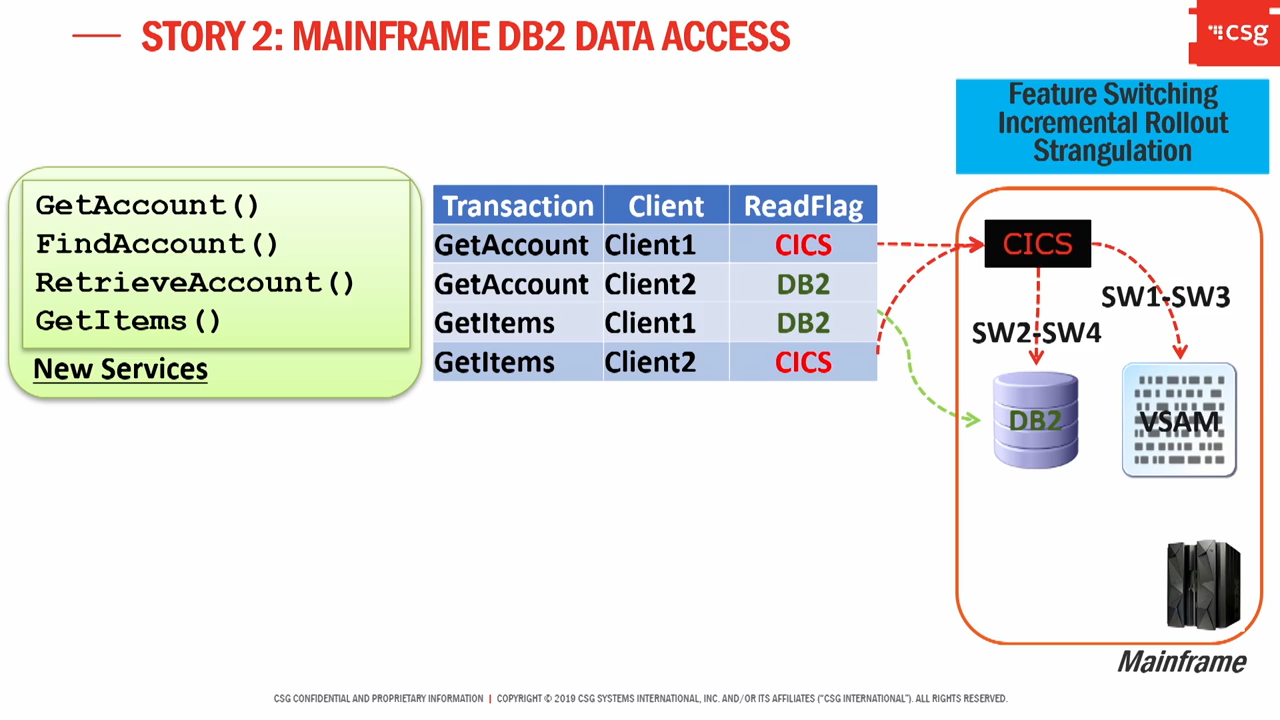 STORY 2: MAINFRAME DB2 DATA ACCESS
csg
Feature Switching
Incremental Rollout
Strangulation
GetAccount()
FindAccount()
RetrieveAccount()
GetItems()
New Services
Transaction Client ReadFlag
GetAccount Client1 CICS
GetAccount Client2 DB2
GetItems Client1 DB2
GetItems Client2 CICS
CICS
SW1-SW3
SW2-SW4
DB2
VSAM
Mainframe
CSG CONFIDENTIAL AND PROPRIETARY INFORMATION | COPYRIGHT © 2019 CSG SYSTEMS INTERNATIONAL, INC. AND/OR ITS AFFILIATES ("CSG INTERNATIONAL"). ALL RIGHTS RESERVED.